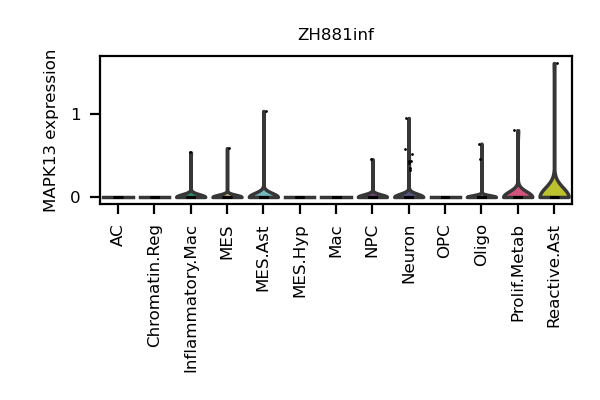 ZH881inf
MAPK13 expression
1
0
AC
Chromatin.Reg
Inflammatory.Mac
MES
MES.Ast
MES.Hyp
Mac
NPC
Neuron
OPC
Oligo
Prolif.Metab
Reactive.Ast